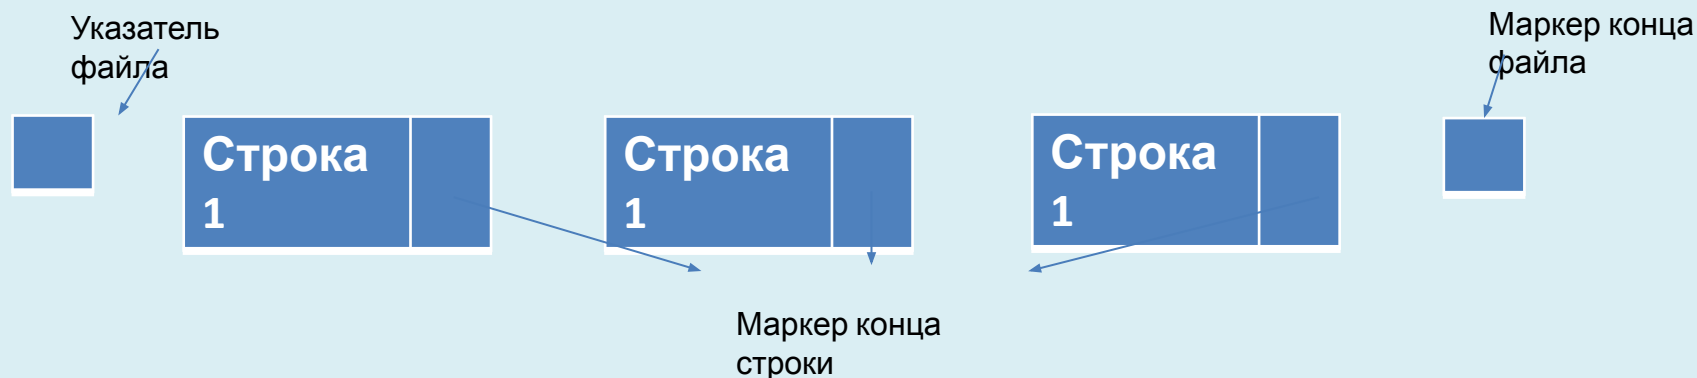 Указатель
файла
Маркер конца
файла
Строка
1
Строка
1
Строка
1
Маркер конца
строки